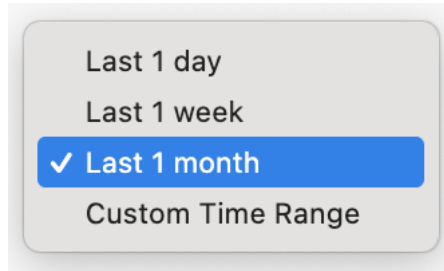 Last 1 day
Last 1 week
✓ Last 1 month
Custom Time Range